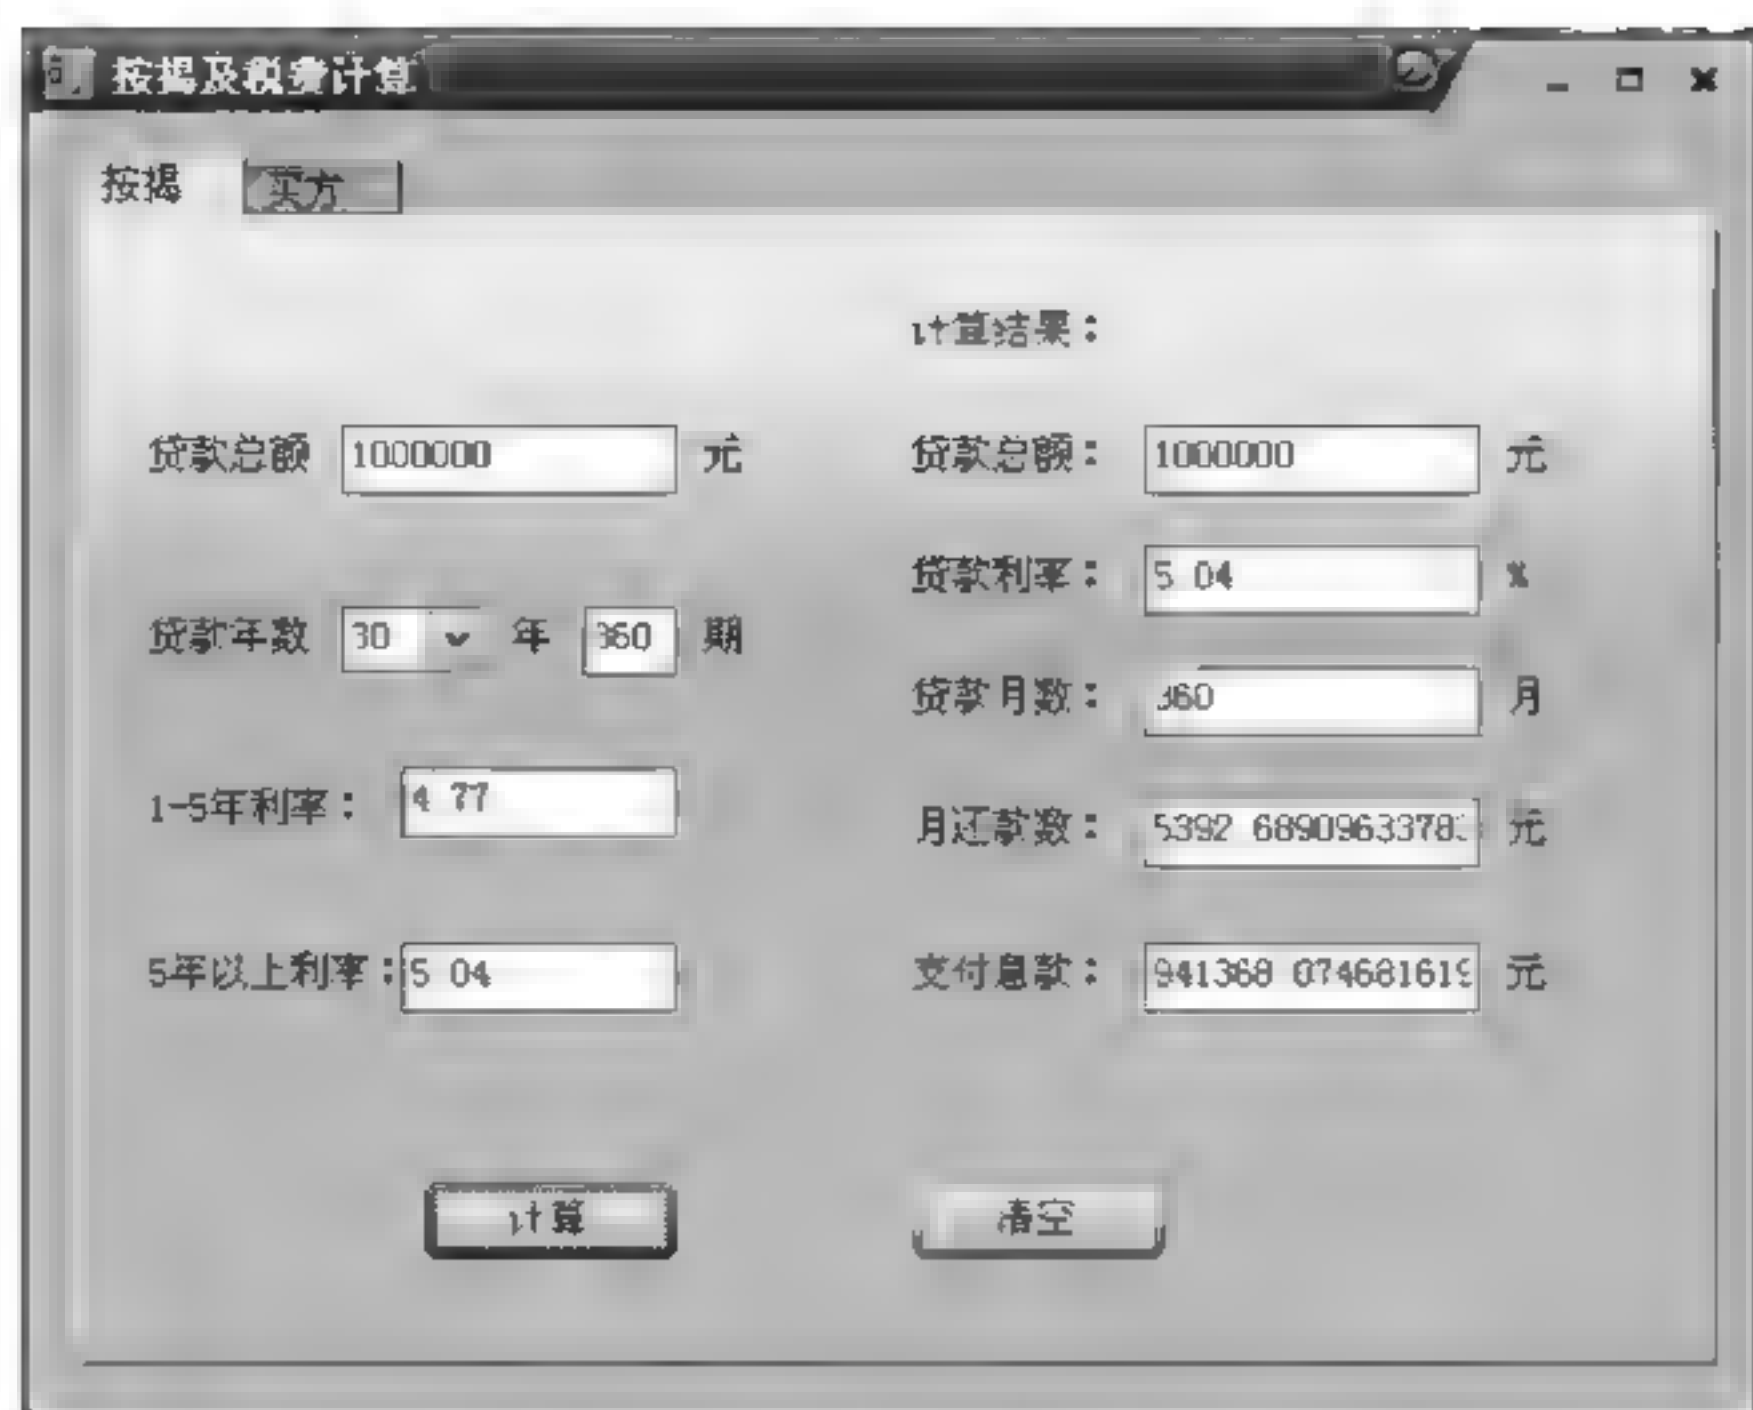 按揭及税费计算
按揭 买方
计算结果：
贷款总额 1000000 元
贷款总额： 1000000 元
贷款利率： 5 04 %
贷款年数 30 年 360 期
贷款月数： 360 月
1-5年利率： 4 77
月还款数： 5392 68909633783 元
5年以上利率： 5 04
支付息款： 941368 074681619 元
计算 清空